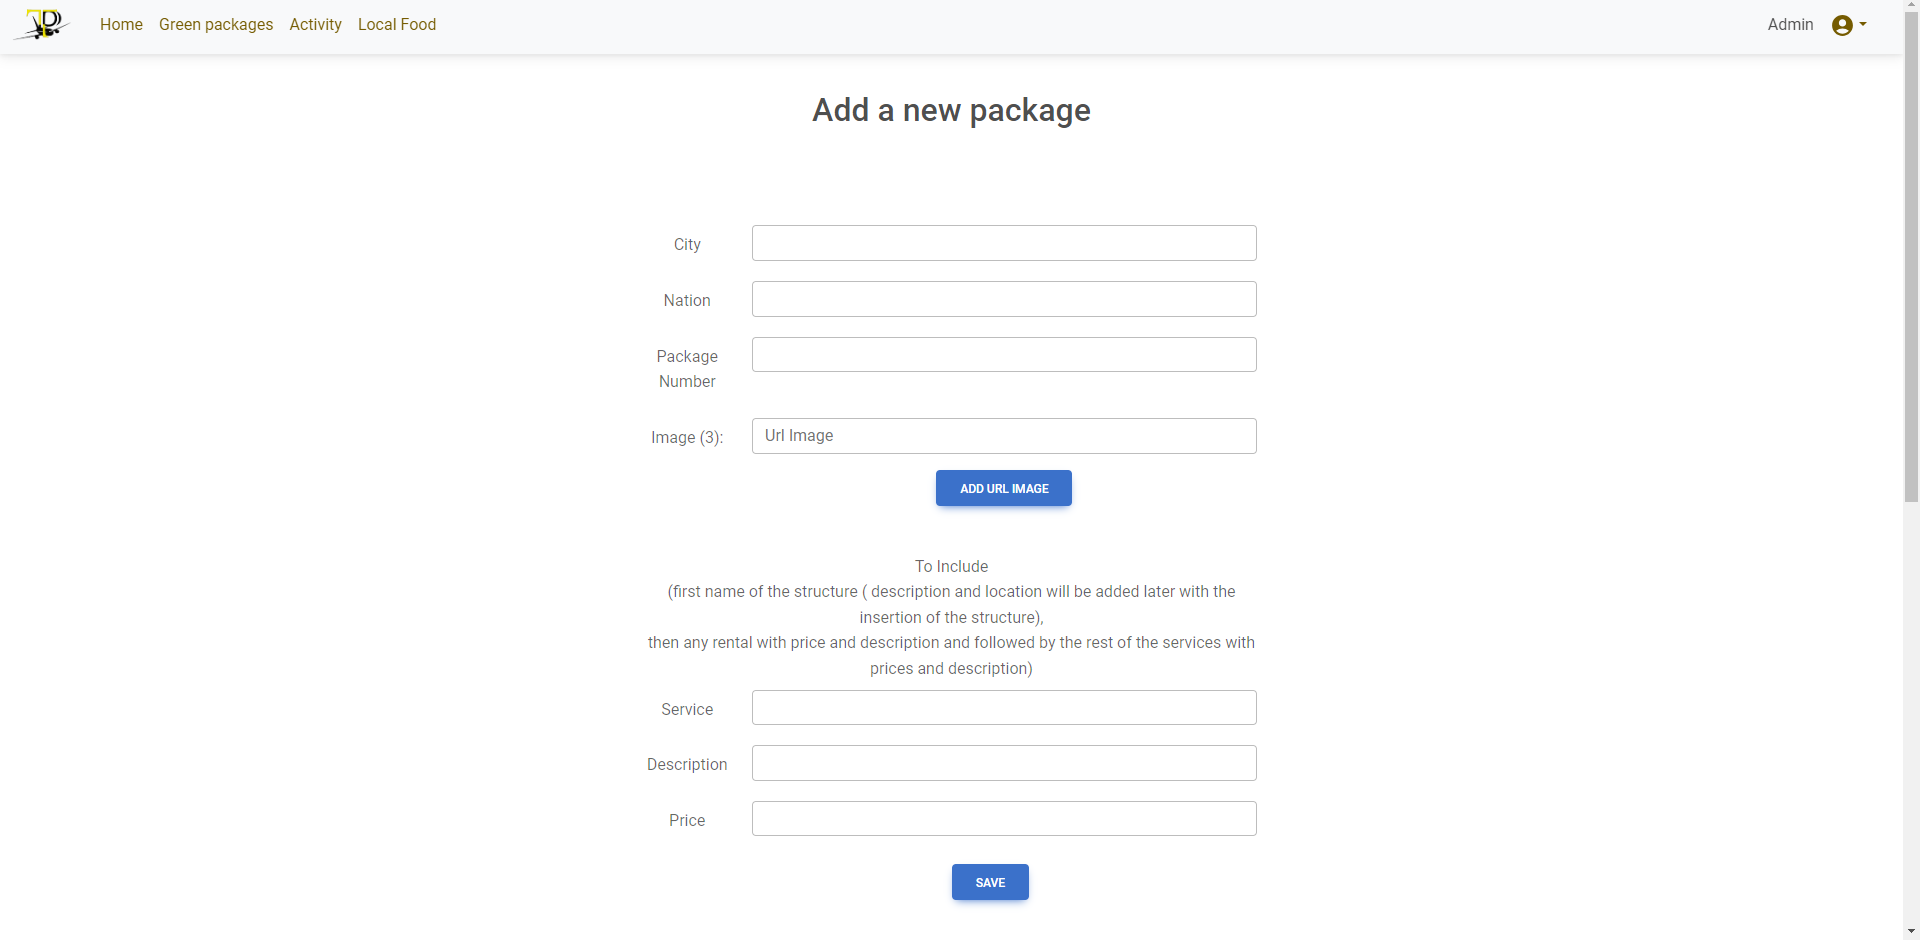 TD
Home Green packages Activity Local Food Admin
Add a new package
City
Nation
Package
Number
Image (3): Url Image
ADD URL IMAGE
To Include
(first name of the structure ( description and location will be added later with the
insertion of the structure),
then any rental with price and description and followed by the rest of the services with
prices and description)
Service
Description
Price
SAVE